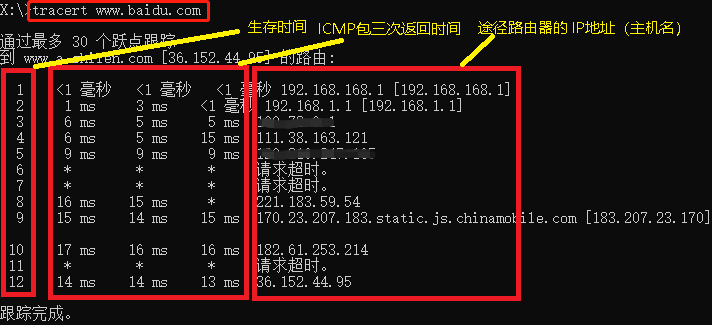 X:\>tracert www.baidu.com
生存时间 ICMP包三次返回时间 途径路由器的 IP地址（主机名）
通过最多 30 个跃点跟踪
到 www.a.shifen.com [36.152.44.95] 的路由:
1 <1 毫秒 <1 毫秒 <1 毫秒 192.168.168.1 [192.168.168.1]
2 1 ms 3 ms <1 毫秒 192.168.1.1 [192.168.1.1]
3 6 ms 5 ms 5 ms
4 6 ms 5 ms 15 ms 111.38.163.121
5 9 ms 9 ms 9 ms
6 * * * 请求超时。
7 * * * 请求超时。
8 16 ms 15 ms * 221.183.59.54
9 15 ms 14 ms 15 ms 170.23.207.183.static.js.chinamobile.com [183.207.23.170]
10 17 ms 16 ms 16 ms 182.61.253.214
11 * * * 请求超时。
12 14 ms 14 ms 13 ms 36.152.44.95
跟踪完成。